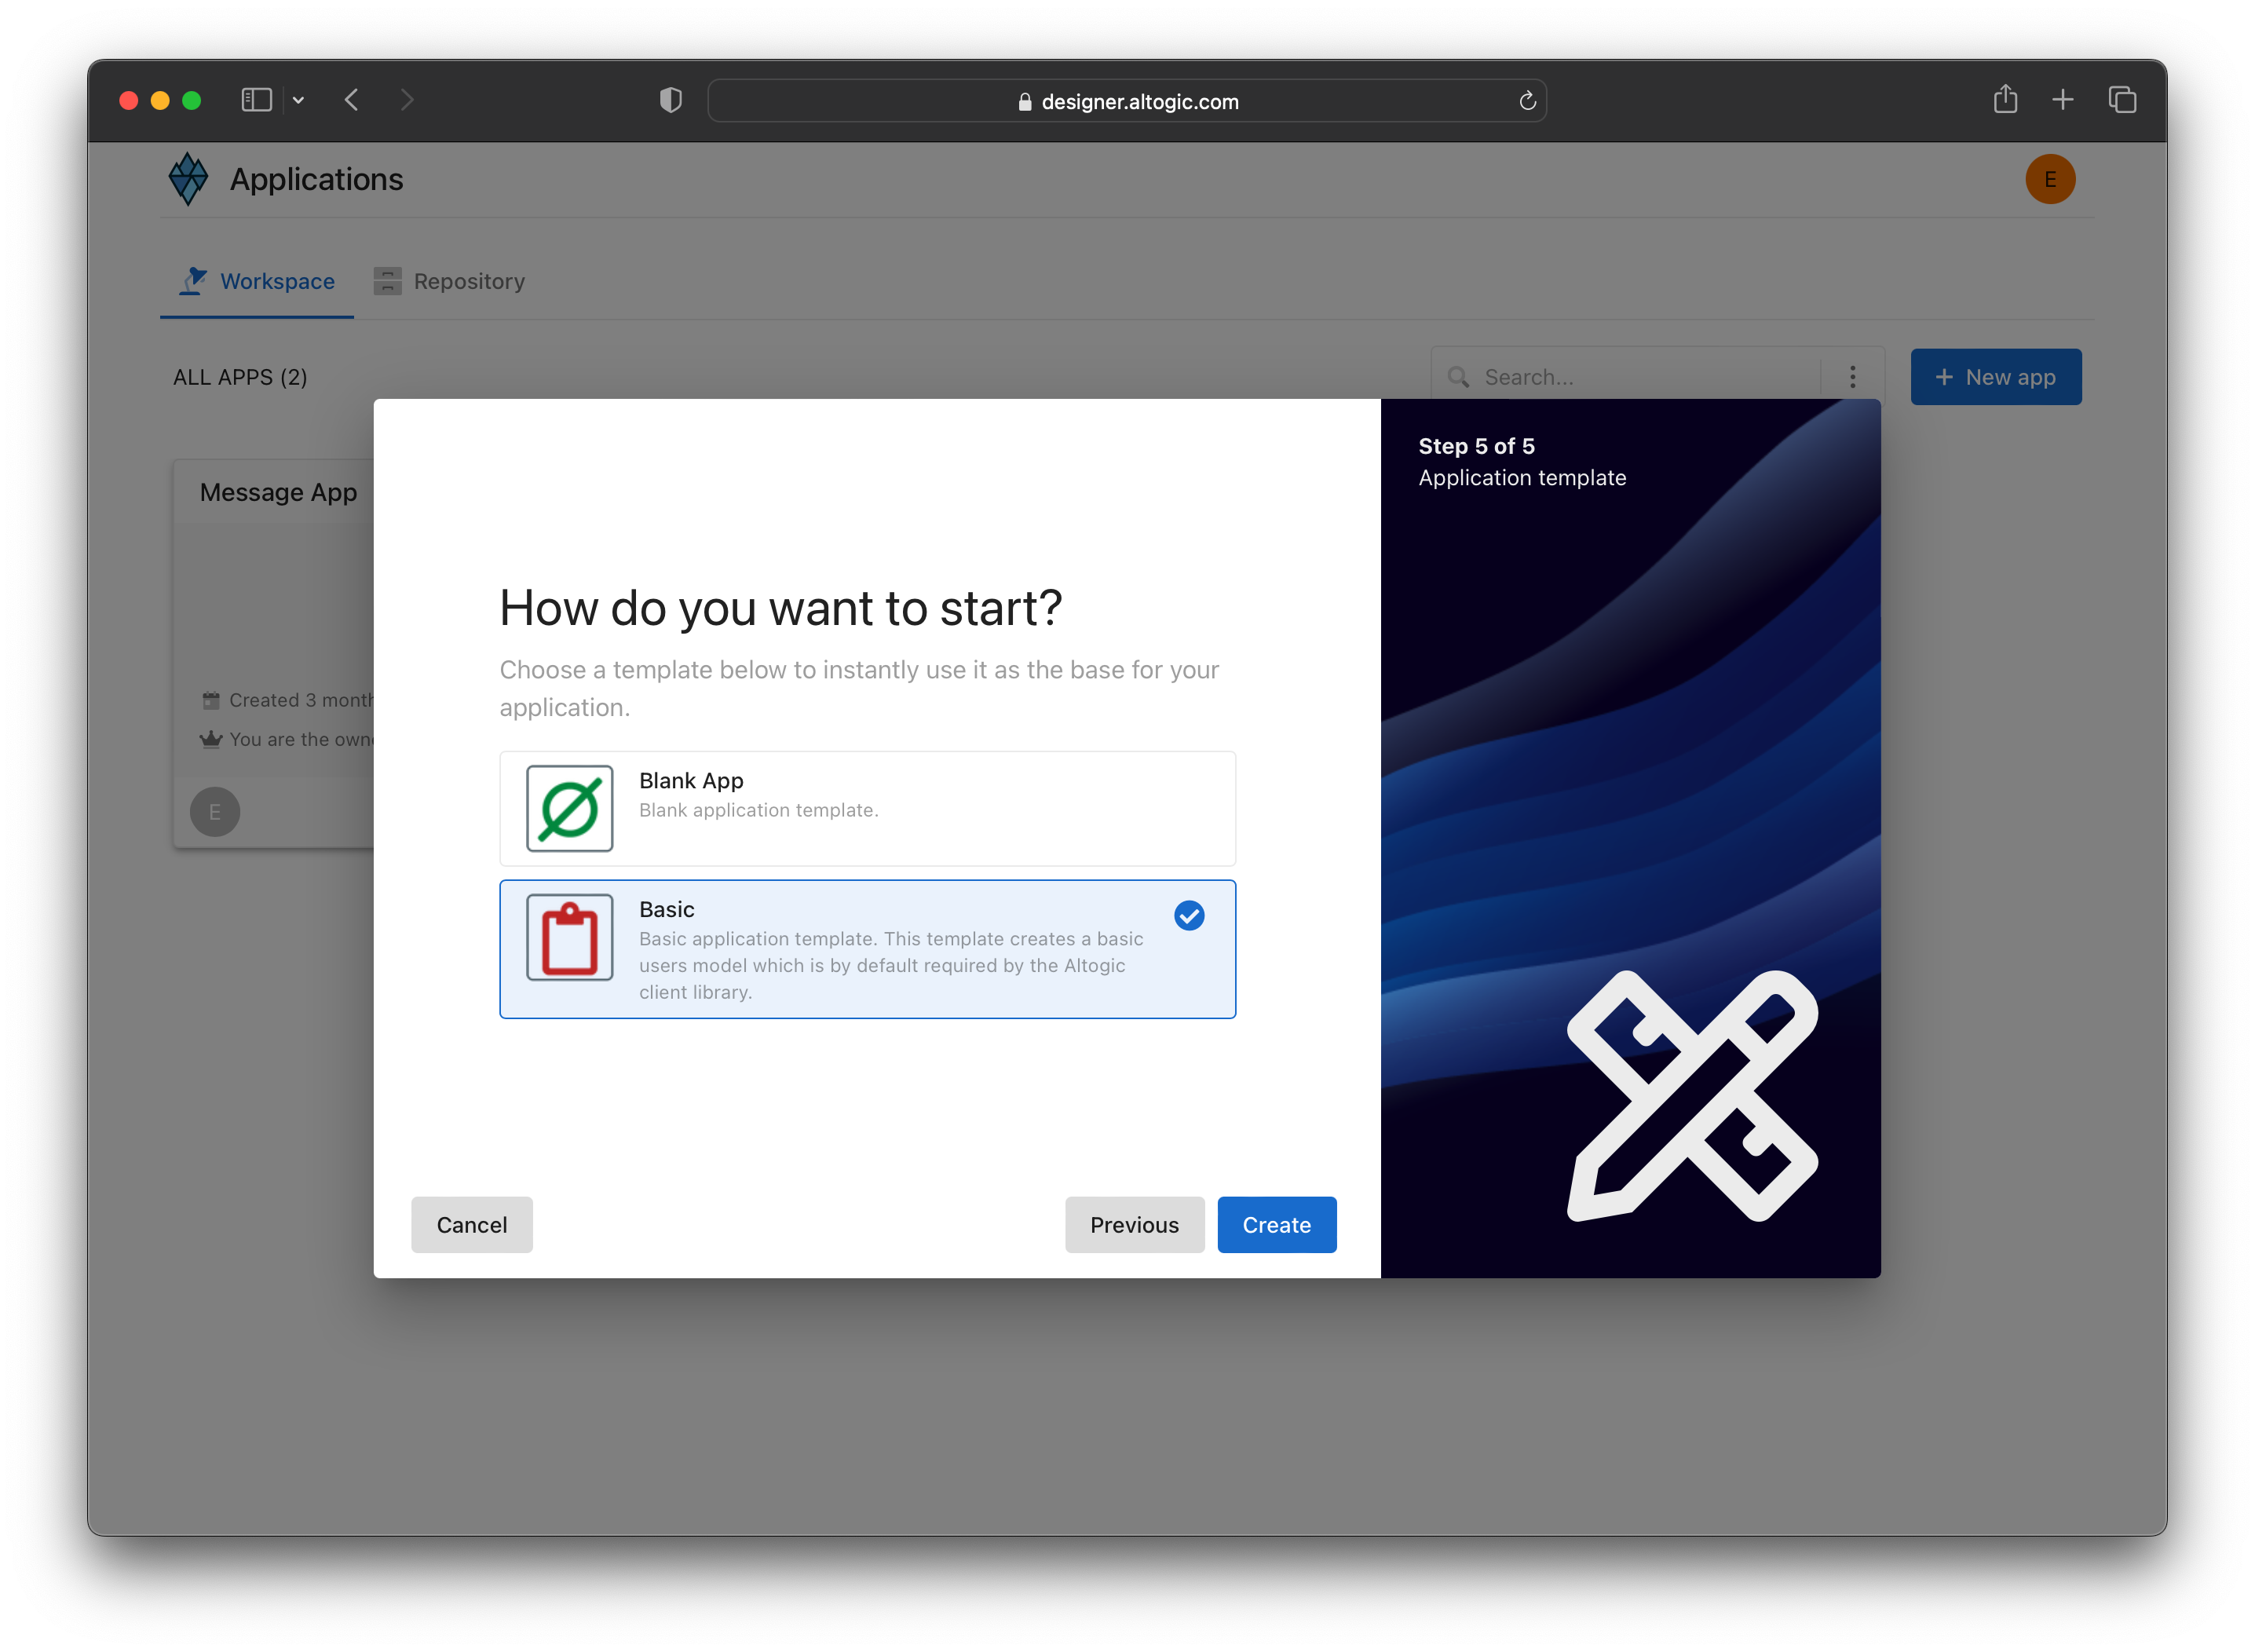 designer.altogic.com
Applications
E
Workspace
Repository
ALL APPS (2)
Search...
+ New app
Message App
Created 3 month
You are the own
E
Step 5 of 5
Application template
How do you want to start?
Choose a template below to instantly use it as the base for your
application.
Blank App
Blank application template.
Basic
Basic application template. This template creates a basic
users model which is by default required by the Altogic
client library.
Cancel
Previous
Create